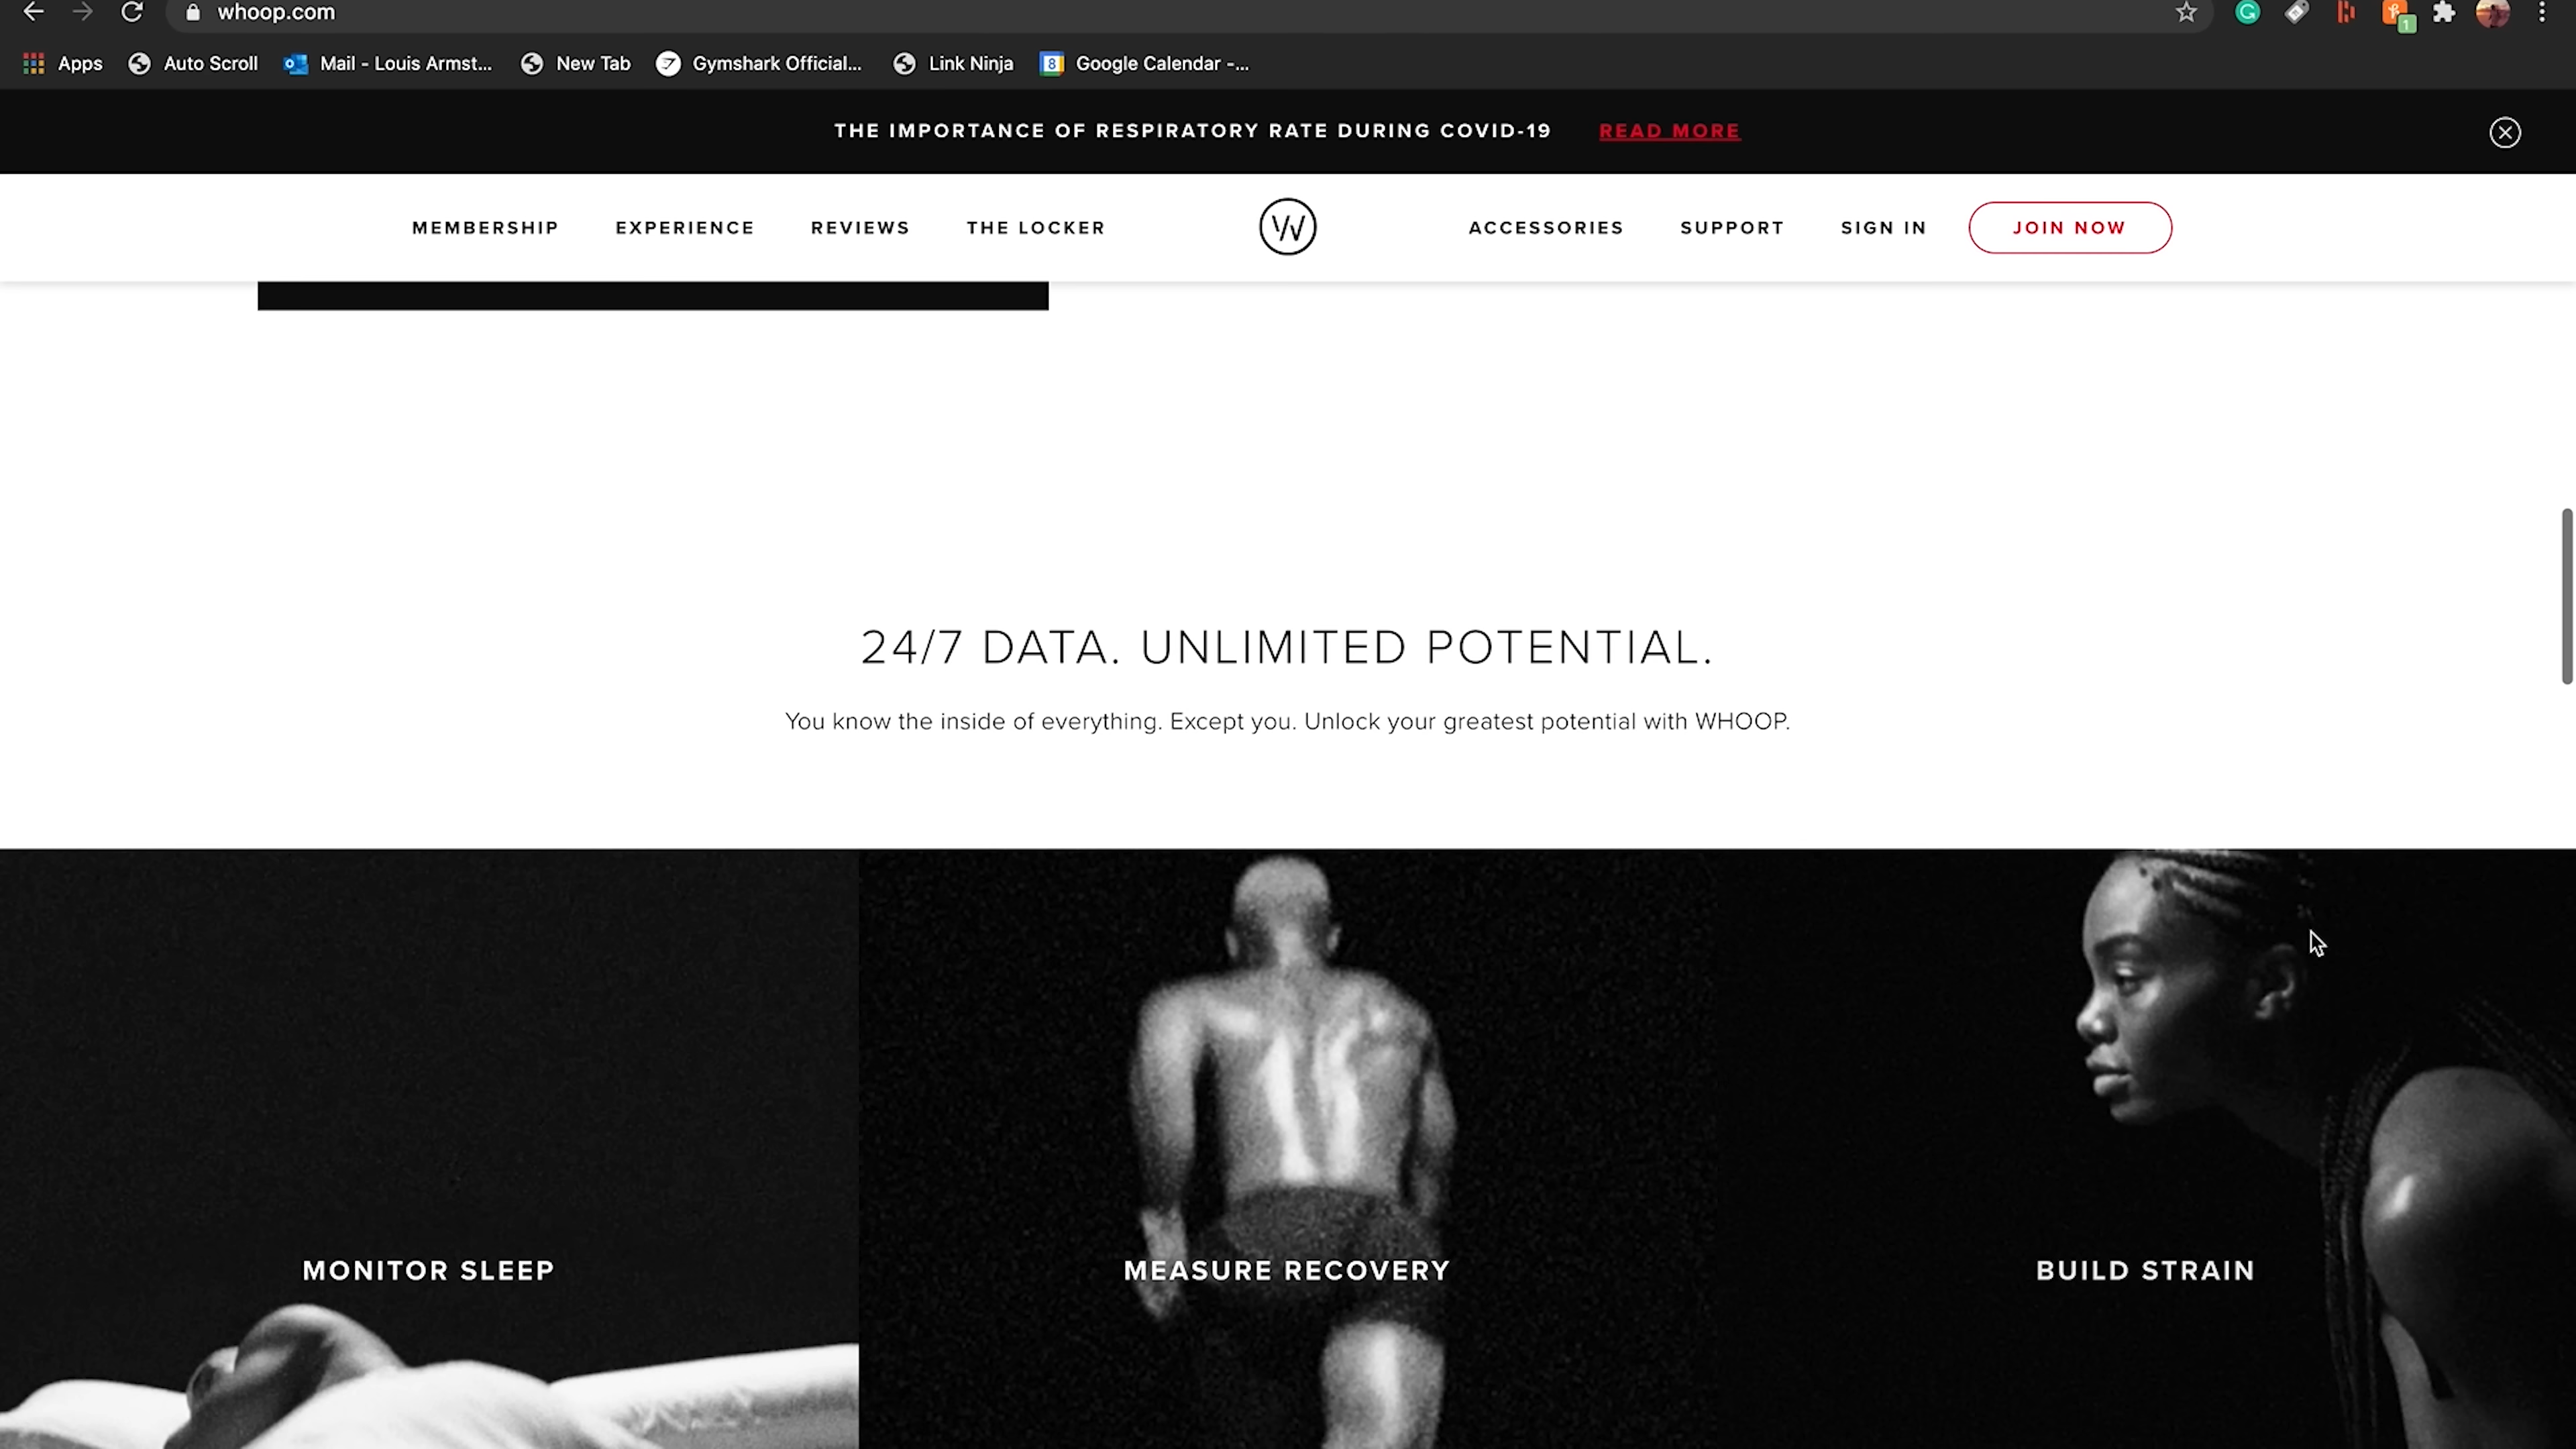 whoop.com
1
Apps Auto Scroll Mail - Louis Armst... New Tab Gymshark Official... Link Ninja 8 Google Calendar -...
THE IMPORTANCE OF RESPIRATORY RATE DURING COVID-19 READ MORE
MEMBERSHIP EXPERIENCE REVIEWS THE LOCKER W ACCESSORIES SUPPORT SIGN IN JOIN NOW
24/7 DATA. UNLIMITED POTENTIAL.
You know the inside of everything. Except you. Unlock your greatest potential with WHOOP.
MONITOR SLEEP MEASURE RECOVERY BUILD STRAIN